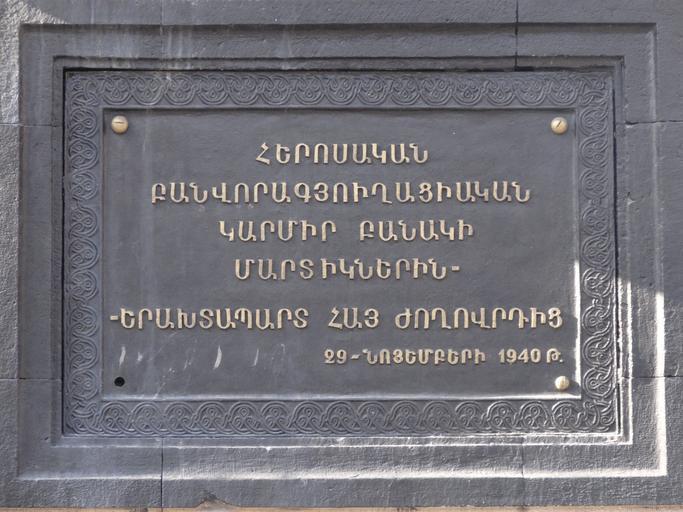 ՀԵՐՈՍԱԿԱՆ
ԲԱՆՎՈՐԱԳՅՈՒՂԱՑԻԱԿԱՆ
ԿԱՐՄԻՐ ԲԱՆԱԿԻ
ՄԱՐՏԻԿՆԵՐԻՆ-
-ԵՐԱԽՏԱՊԱՐՏ ՀԱՅ ԺՈՂՈՎՐԴԻՑ
29-ՆՈՅԵՄԲԵՐԻ 1940 Թ.